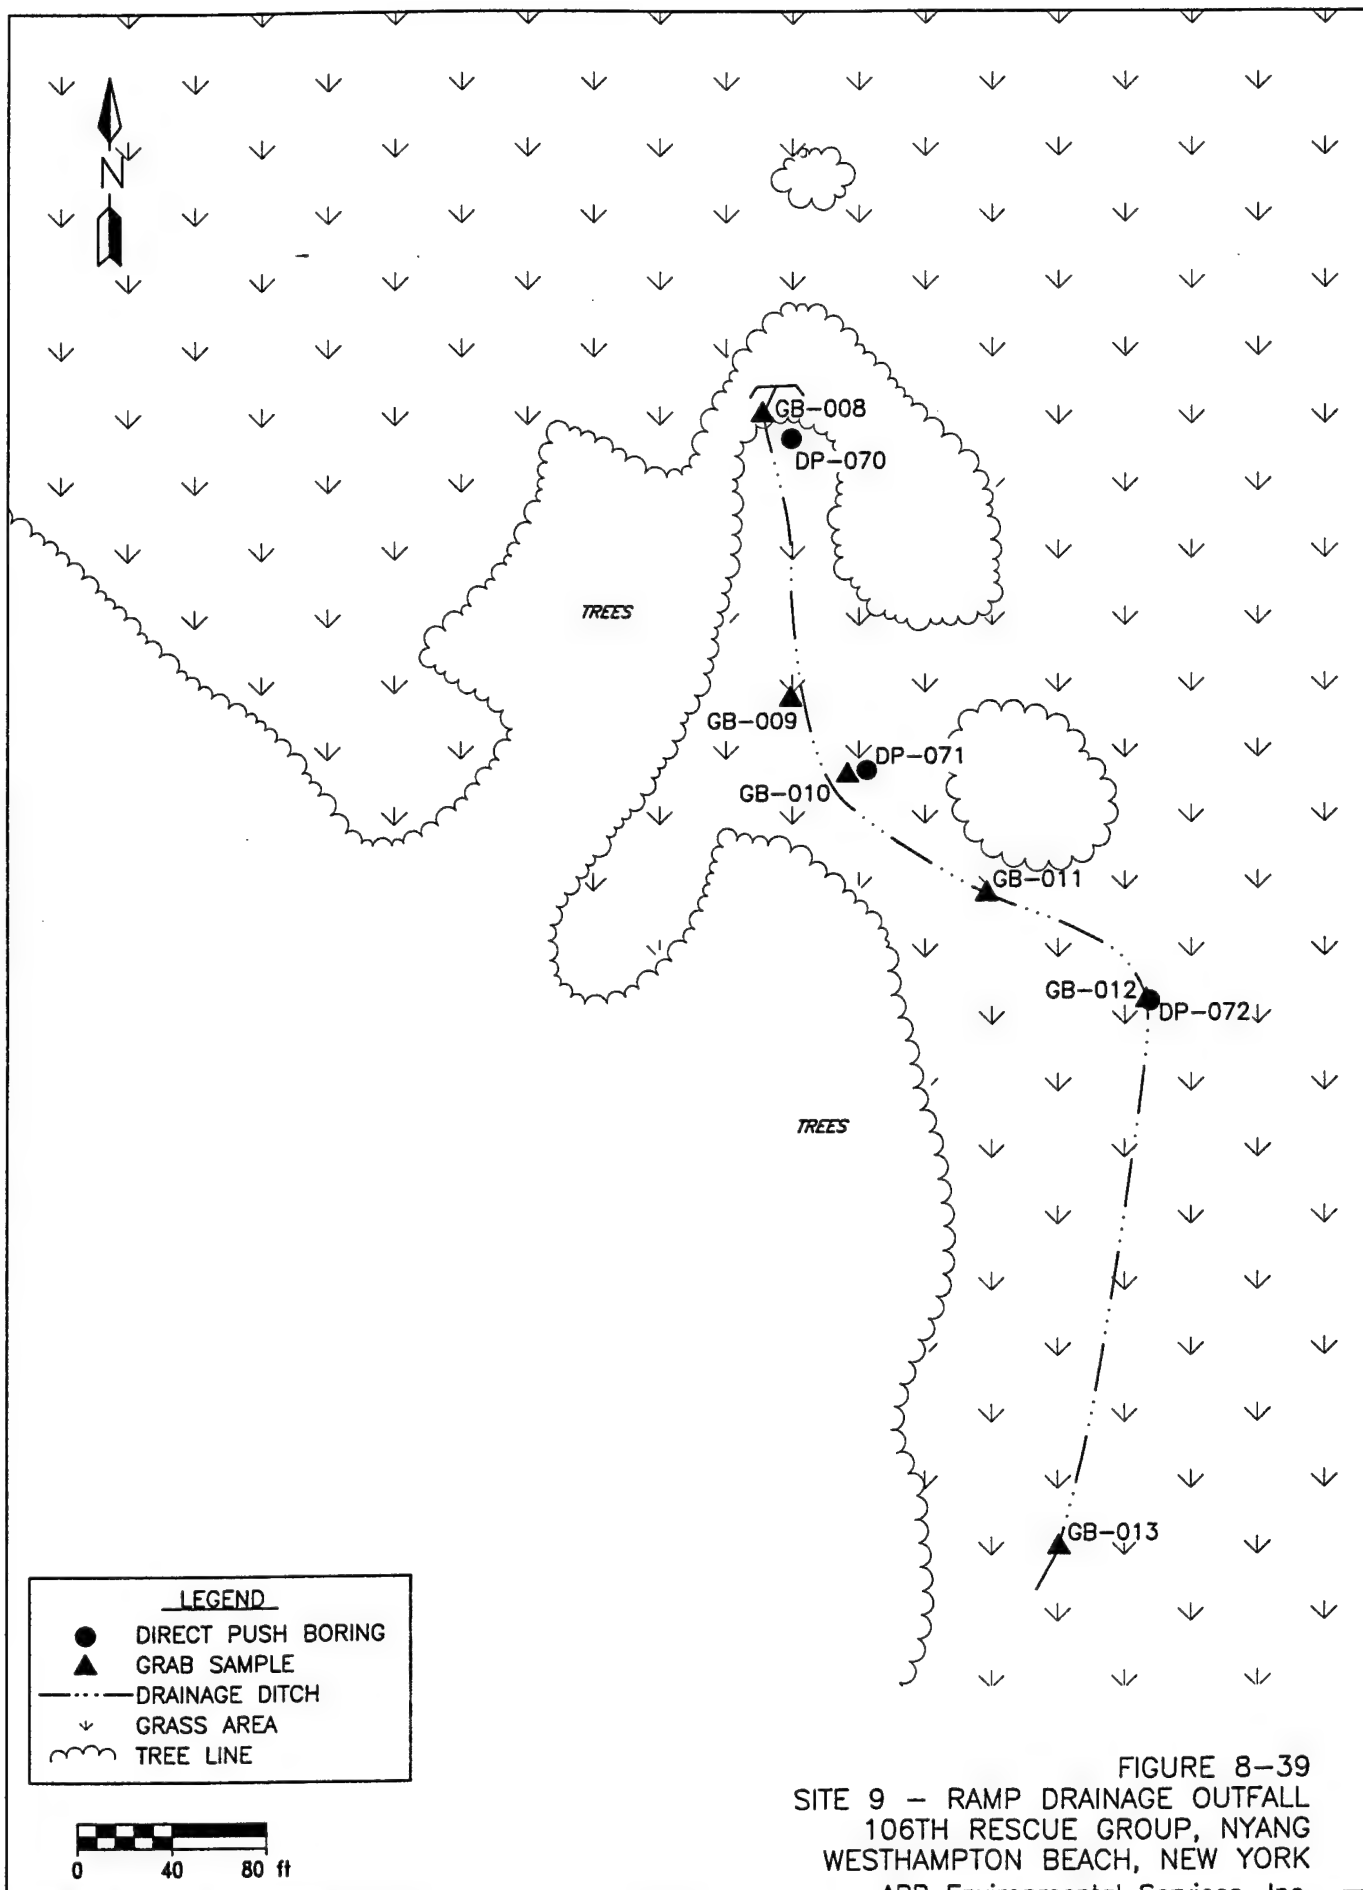 N
GB-008
DP-070
TREES
GB-009
DP-071
GB-010
GB-011
GB-012
DP-072
TREES
GB-013
LEGEND
DIRECT PUSH BORING
GRAB SAMPLE
DRAINAGE DITCH
GRASS AREA
TREE LINE
0 40 80 ft
FIGURE 8-39
SITE 9 - RAMP DRAINAGE OUTFALL
106TH RESCUE GROUP, NYANG
WESTHAMPTON BEACH, NEW YORK
Services, Inc.